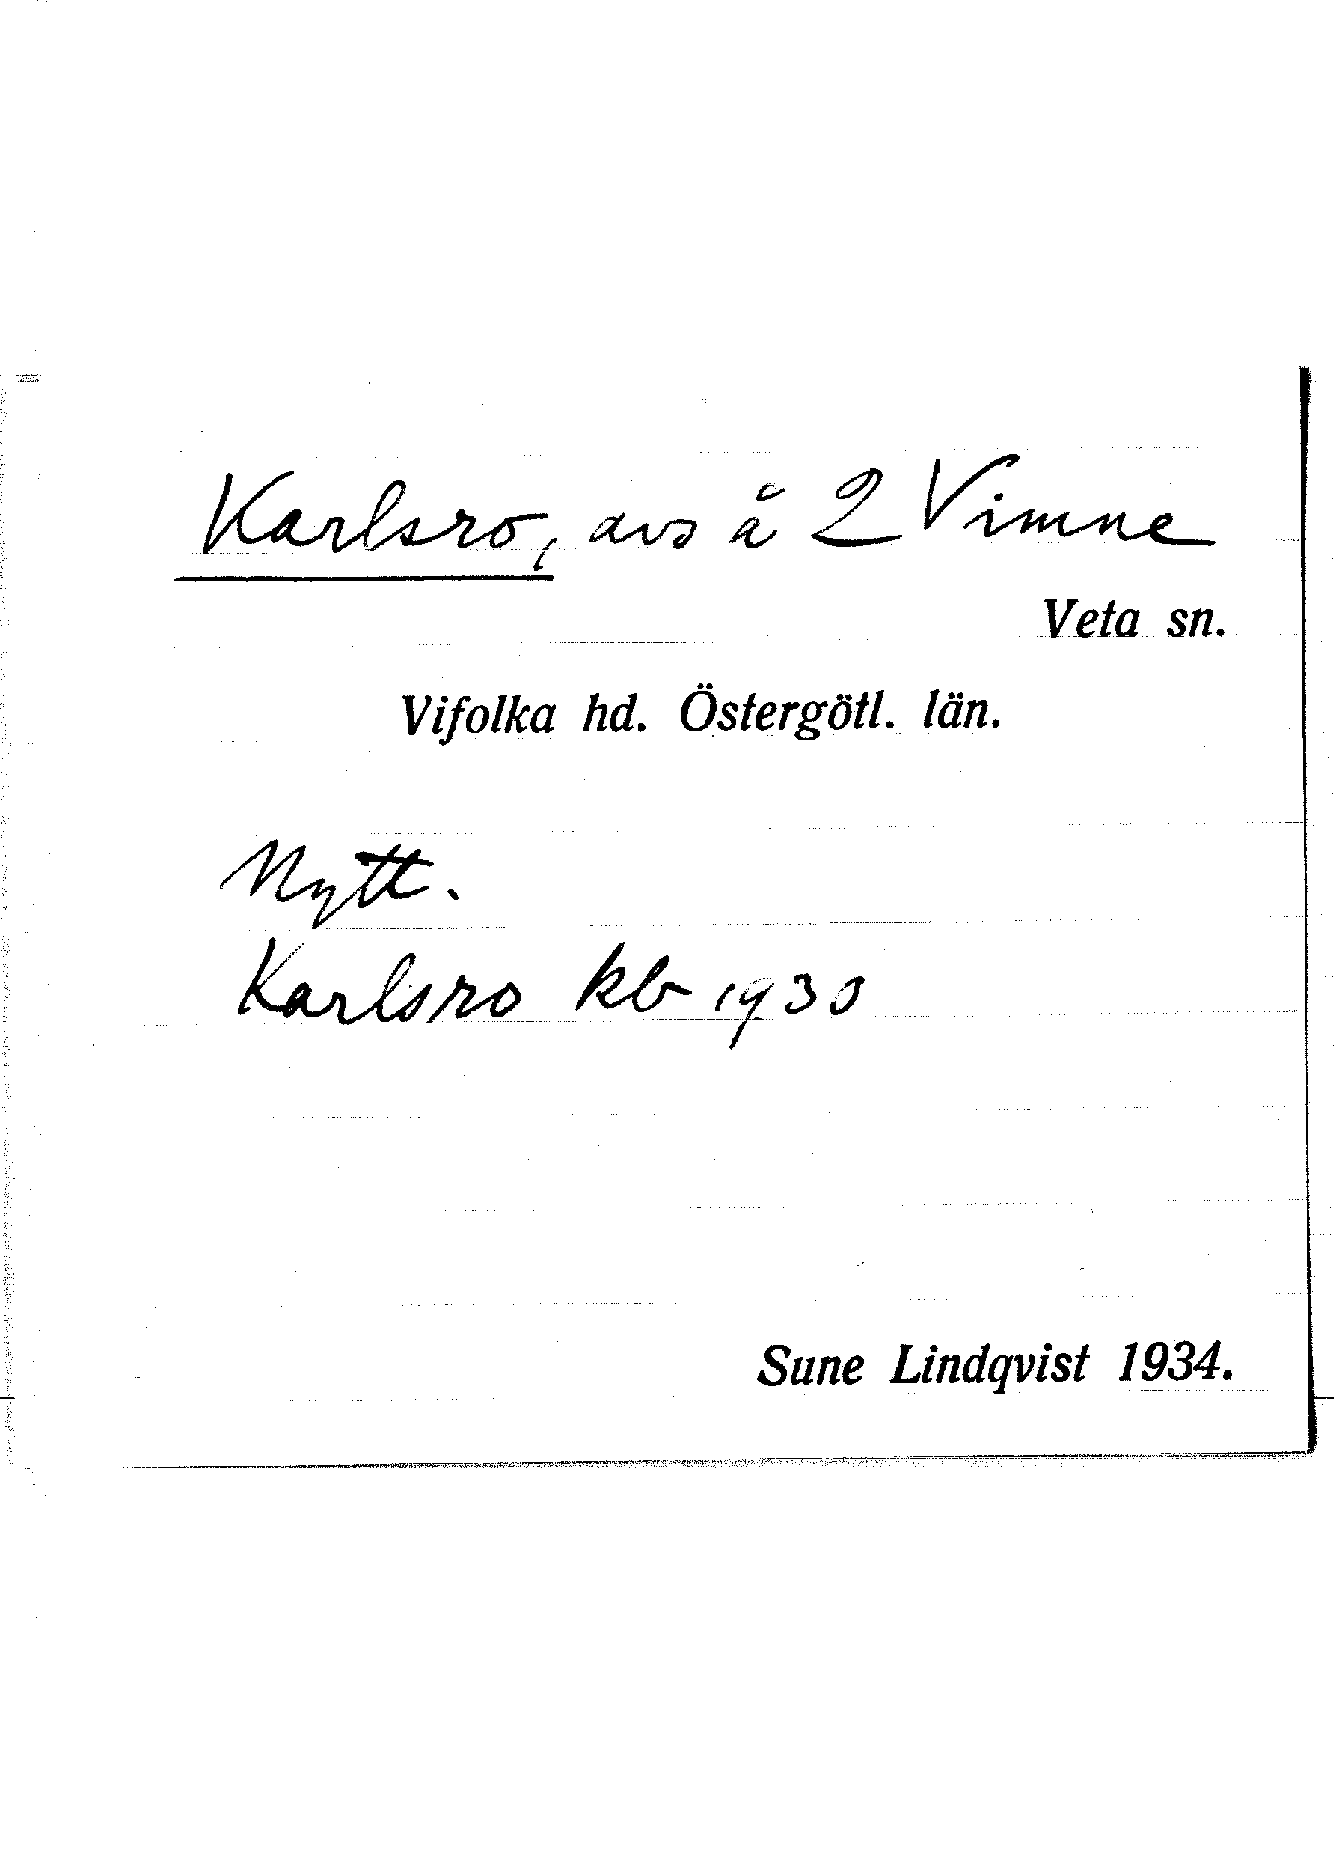 Karlsro, avs å 2 Vimne
Veta sn.
Vifolka hd. Östergötl. län.
Nytt.
Karlsro kb 1930
Sune Lindqvist 1934.